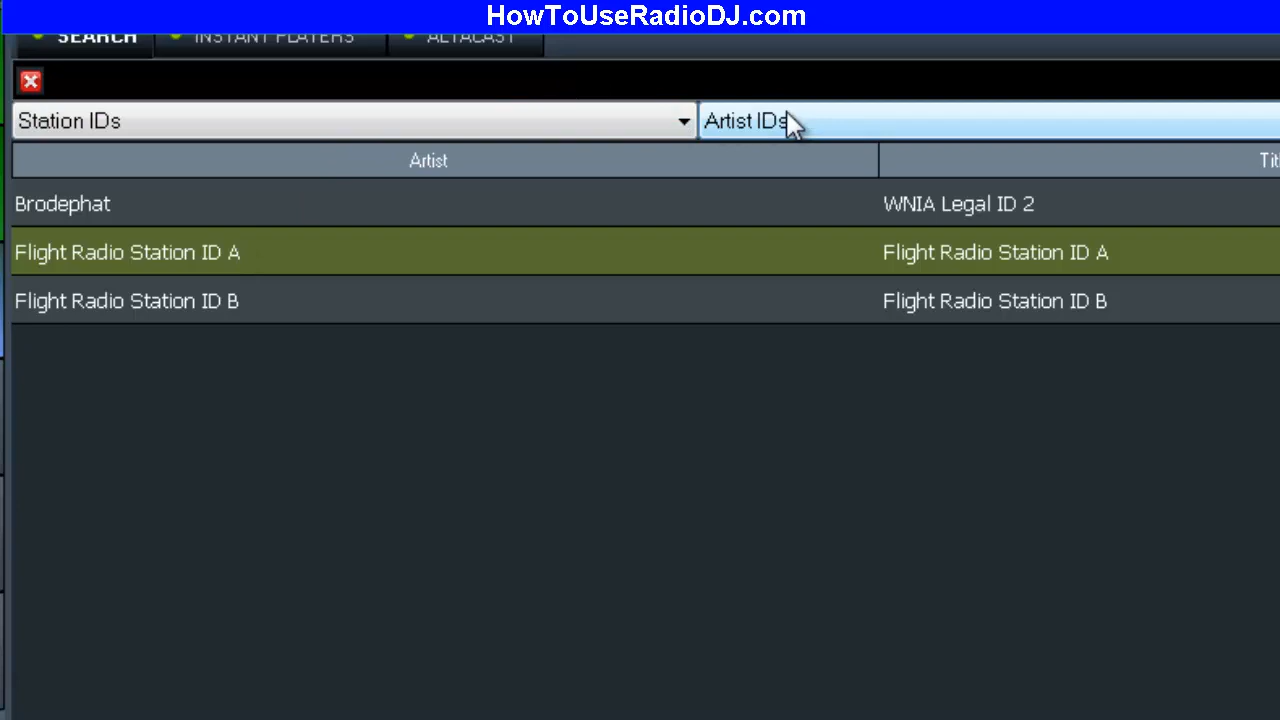 HowToUseRadioDJ.com
SEARCH INSTANT PLAYERS ALTACAST
Station IDs Artist IDs
Artist
Brodephat WNIA Legal ID 2
Flight Radio Station ID A Flight Radio Station ID A
Flight Radio Station ID B Flight Radio Station ID B